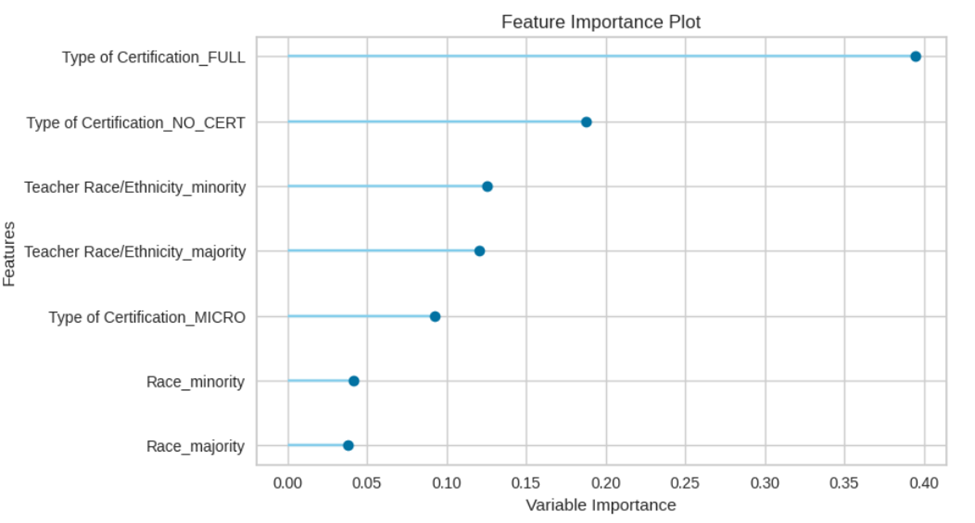 Feature Importance Plot
Type of Certification_FULL
Type of Certification_NO_CERT
Teacher Race/Ethnicity_minority
Teacher Race/Ethnicity_majority
Type of Certification_MICRO
Race_minority
Race_majority
Features
0.00 0.05 0.10 0.15 0.20 0.25 0.30 0.35 0.40
Variable Importance